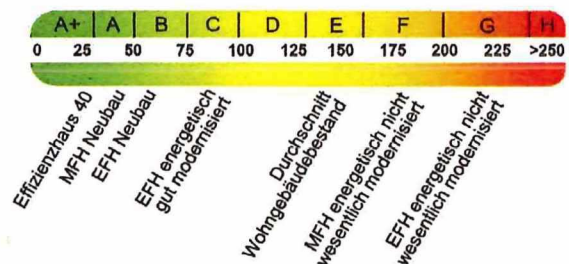 A+ A B C D E F G H
0 25 50 75 100 125 150 175 200 225 >250
Effizienzhaus 40
MFH Neubau
EFH Neubau
EFH energetisch
gut modernisiert
Durchschnitt
Wohngebäudebestand
MFH energetisch nicht
wesentlich modernisiert
EFH energetisch nicht
wesentlich modernisiert